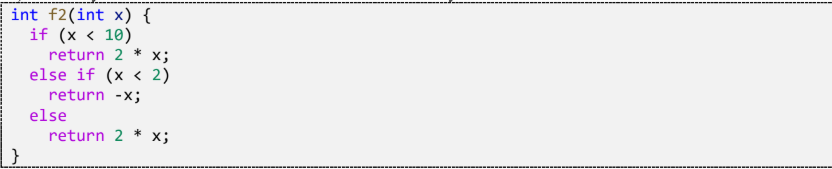 int f2(int x) {
  if (x < 10)
    return 2 * x;
  else if (x < 2)
    return -x;
  else
    return 2 * x;
}